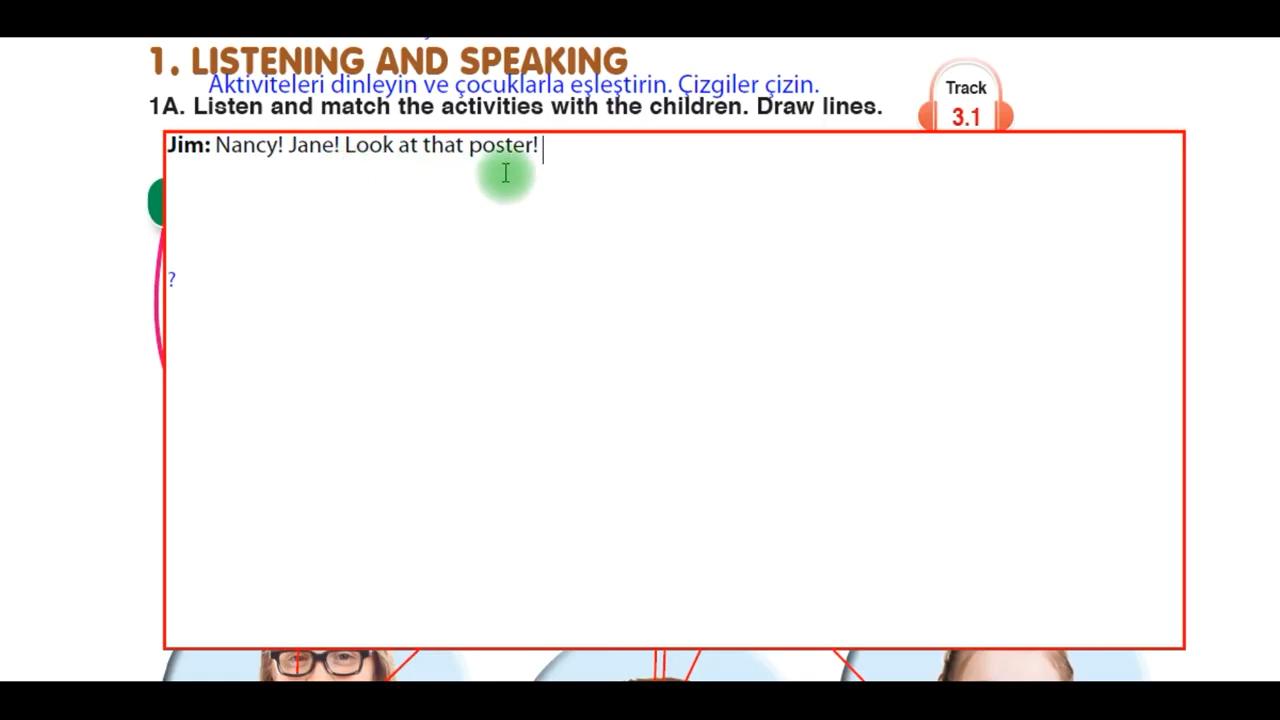 1. LISTENING AND SPEAKING
Aktiviteleri dinleyin ve çocuklarla eşleştirin. Çizgiler çizin.
1A. Listen and match the activities with the children. Draw lines.
Track
3.1
Jim: Nancy! Jane! Look at that poster!
?